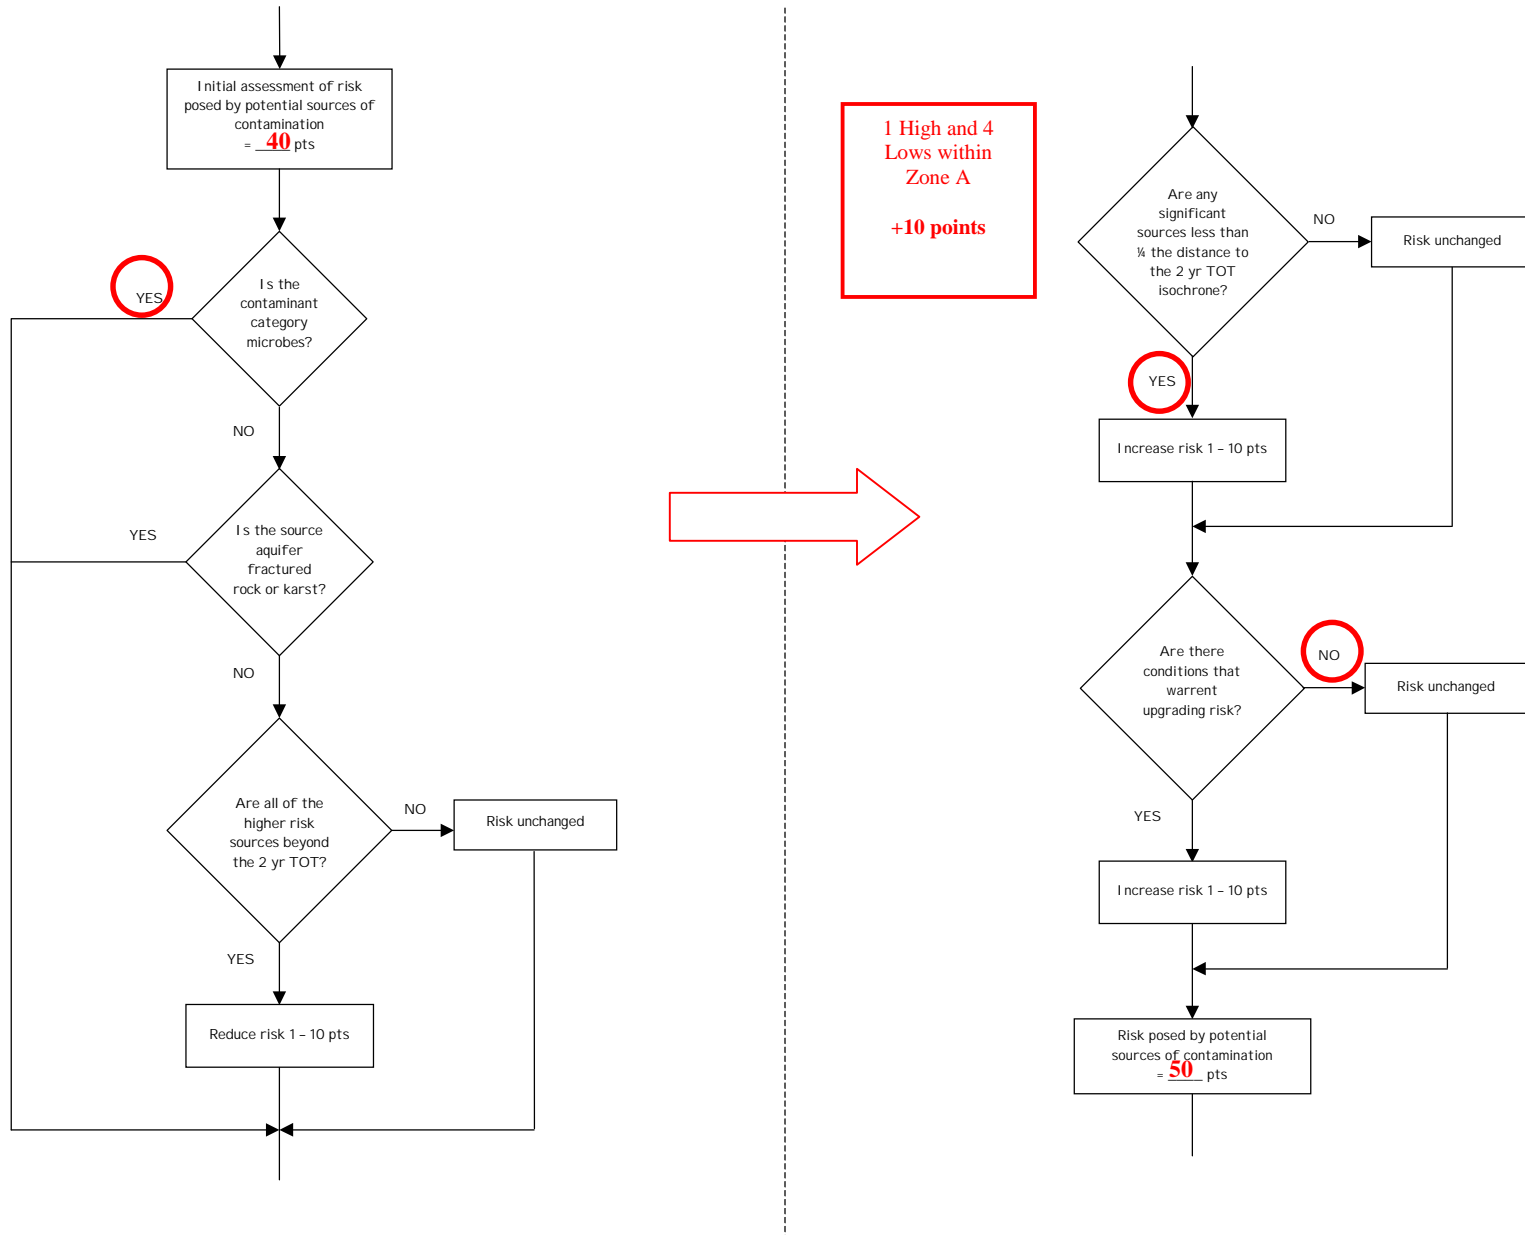 Initial assessment of risk
posed by potential sources of
contamination
= 40 pts
YES
Is the
contaminant
category
microbes?
NO
YES
Is the source
aquifer
fractured
rock or karst?
NO
Are all of the
higher risk
sources beyond
the 2 yr TOT?
NO
Risk unchanged
YES
Reduce risk 1 – 10 pts
1 High and 4
Lows within
Zone A
+10 points
Are any
significant
sources less than
¼ the distance to
the 2 yr TOT
isochrone?
NO
Risk unchanged
YES
Increase risk 1 – 10 pts
Are there
conditions that
warrent
upgrading risk?
NO
Risk unchanged
YES
Increase risk 1 – 10 pts
Risk posed by potential
sources of contamination
= 50 pts